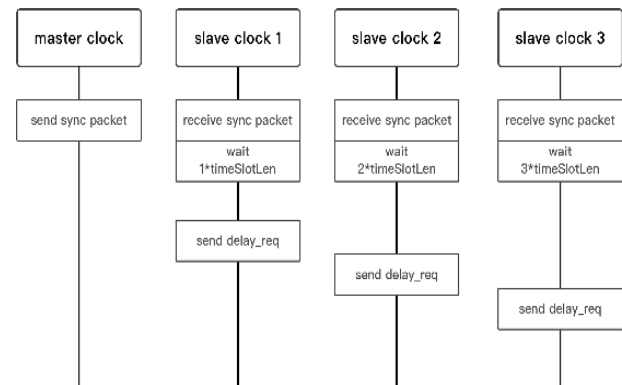 master clock
slave clock 1
slave clock 2
slave clock 3
send sync packet
receive sync packet
receive sync packet
receive sync packet
wait
1*timeSlotLen
wait
2*timeSlotLen
wait
3*timeSlotLen
send delay_req
send delay_req
send delay_req